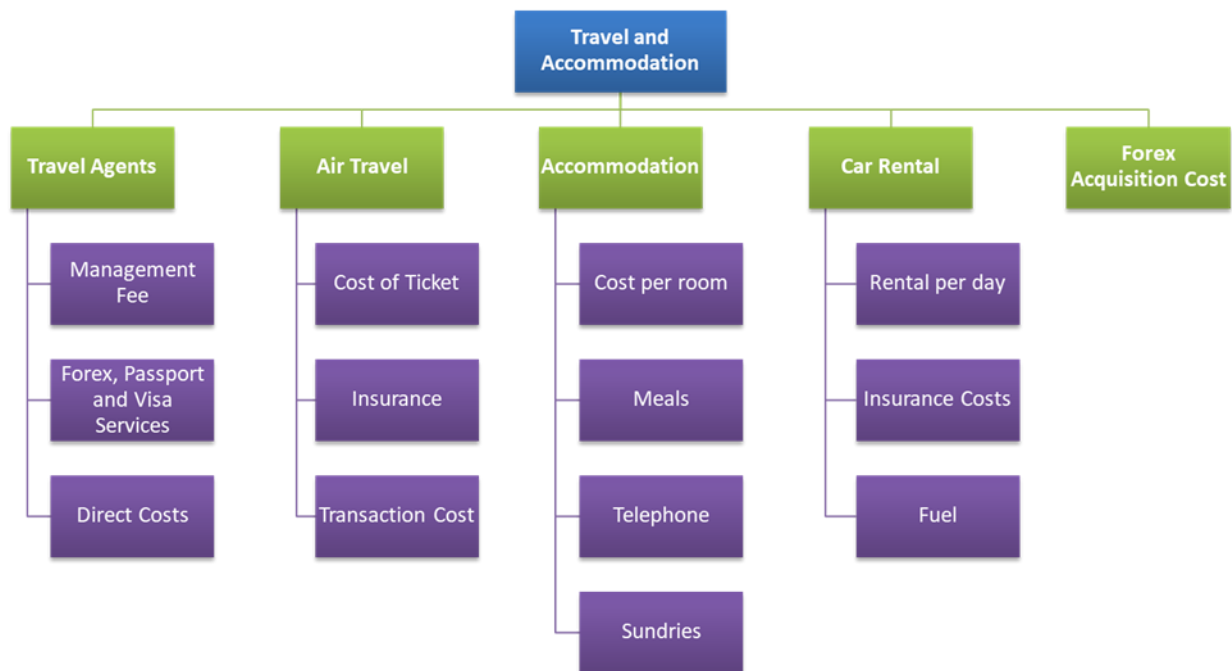 Travel and
Accommodation
Travel Agents
Air Travel
Accommodation
Car Rental
Forex
Acquisition Cost
Management
Fee
Cost of Ticket
Cost per room
Rental per day
Forex, Passport
and Visa
Services
Insurance
Meals
Insurance Costs
Direct Costs
Transaction Cost
Telephone
Fuel
Sundries